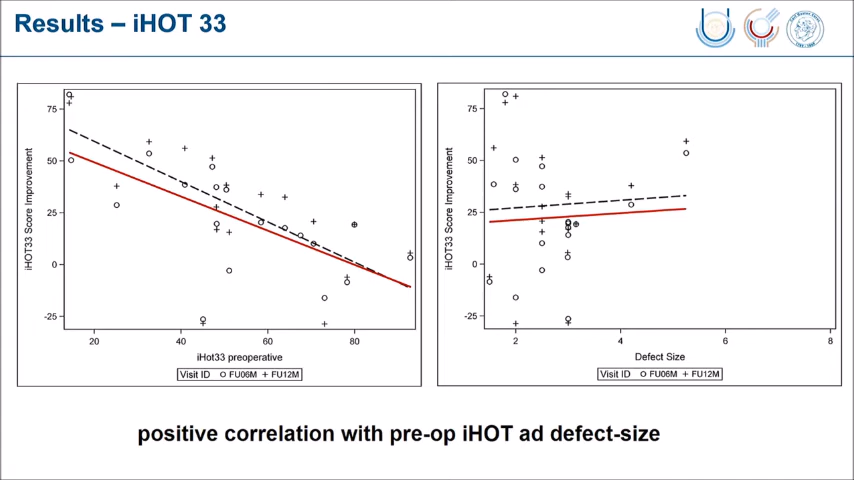 Results – iHOT 33
iHOT33 Score Improvement
75
50
25
0
-25
20
40
60
80
iHot33 preoperative
Visit ID FU06M FU12M
iHOT33 Score Improvement
75
50
25
0
-25
2
4
6
8
Defect Size
Visit ID FU06M FU12M
positive correlation with pre-op iHOT ad defect-size